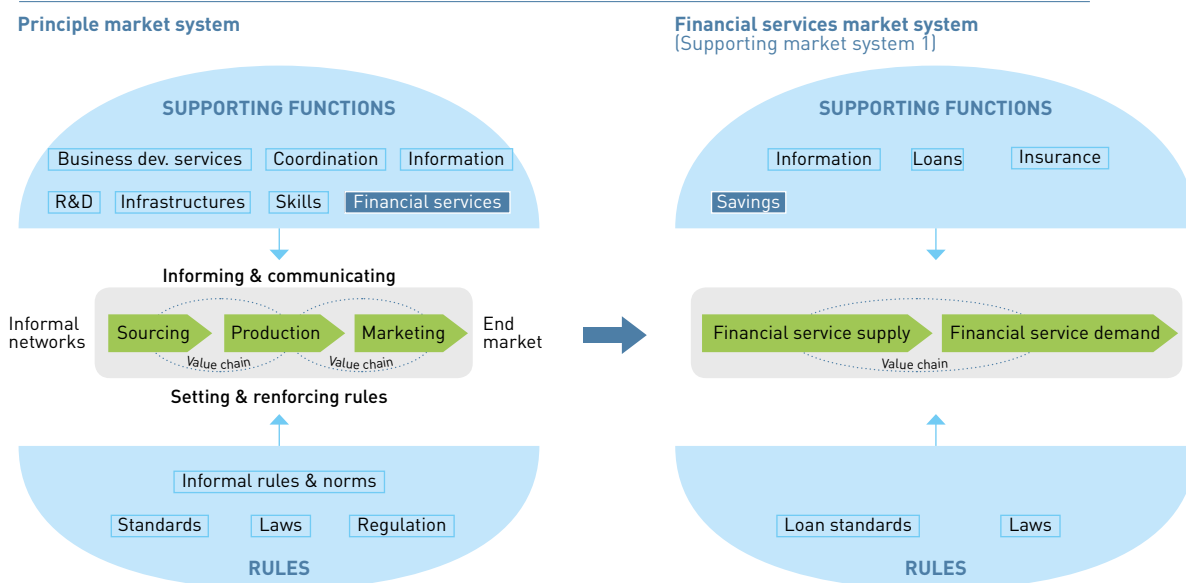 Principle market system
SUPPORTING FUNCTIONS
Business dev. services
Coordination
Information
R&D
Infrastructures
Skills
Financial services
Informing & communicating
Informal
networks
Sourcing
Production
Marketing
End
market
Value chain
Value chain
Setting & renforcing rules
Informal rules & norms
Standards
Laws
Regulation
RULES
Financial services market system
(Supporting market system 1)
SUPPORTING FUNCTIONS
Information
Loans
Insurance
Savings
Financial service supply
Financial service demand
Value chain
Loan standards
Laws
RULES